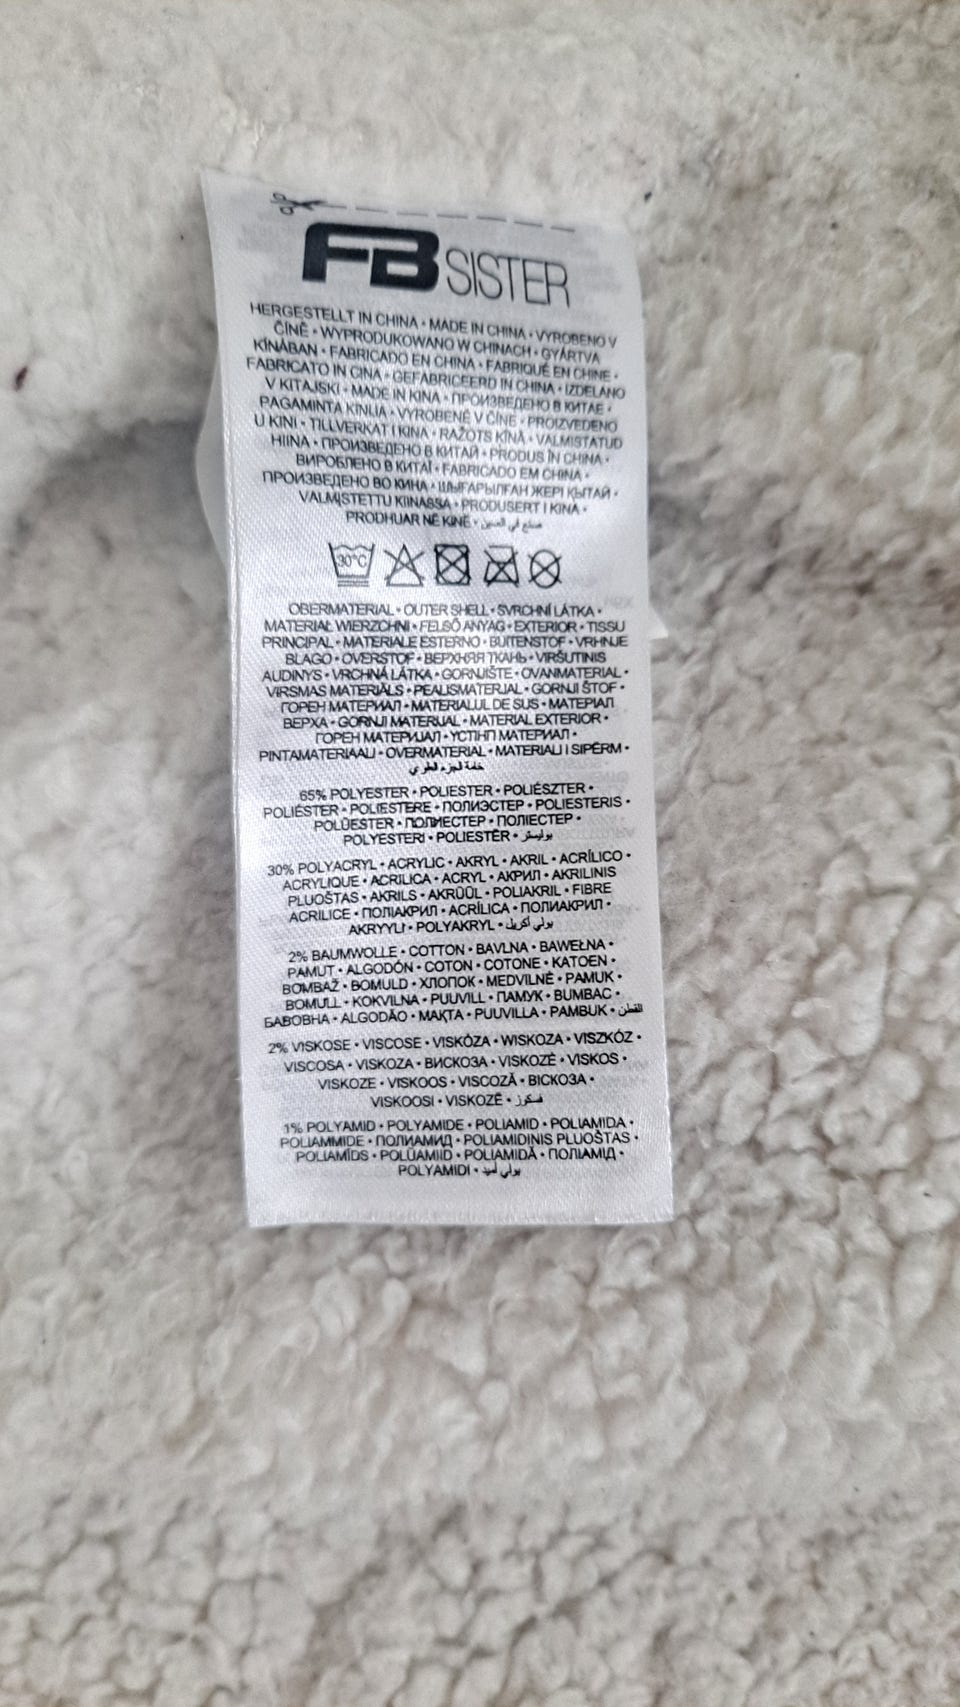 FB SISTER
HERGESTELLT IN CHINA • MADE IN CHINA • VYROBENO V
ČÍNĚ • WYPRODUKOWANO W CHINACH • GYÁRTVA
KÍNÁBAN • FABRICADO EN CHINA • FABRIQUÉ EN CHINE •
FABRICATO IN CINA • GEFABRICEERD IN CHINA • IZDELANO
V KITAJSKI • MADE IN KINA • ПРОИЗВЕДЕНО В КИТАЕ •
PAGAMINTA KINIJA • VYROBENÉ V ČÍNE • PROIZVEDENO
U KINI • TILLVERKAT I KINA • RAŽOTS ĶĪNĀ • VALMISTATUD
HIINA • ПРОИЗВЕДЕНО В КИТАЙ • PRODUS ÎN CHINA •
ВИРОБЛЕНО В КИТАЇ • FABRICADO EM CHINA •
ПРОИЗВЕДЕНО ВО КИНА • ШЫҒАРЫЛҒАН ЖЕРІ ҚЫТАЙ •
VALMISTETTU KIINASSA • PRODUSERT I KINA •
PRODHUAR NË KINË • صنع في الصين
30°C
OBERMATERIAL • OUTER SHELL • SVRCHNÍ LÁTKA •
MATERIAŁ WIERZCHNI • FELSŐ ANYAG • EXTERIOR • TISSU
PRINCIPAL • MATERIALE ESTERNO • BUITENSTOF • VRHNJE
BLAGO • OVERSTOF • ВЕРХНЯЯ ТКАНЬ • VIRŠUTINIS
AUDINYS • VRCHNÁ LÁTKA • GORNJIŠTE • OVANMATERIAL •
VIRSMAS MATERIĀLS • PEALISMATERJAL • GORNJI ŠTOF •
ГОРЕН МАТЕРИАЛ • MATERIALUL DE SUS • МАТЕРІАЛ
ВЕРХА • GORNJI MATERIJAL • MATERIAL EXTERIOR •
ГОРЕН МАТЕРИЈАЛ • ҮСТІҢГІ МАТЕРИАЛ •
PINTAMATERIAALI • OVERMATERIAL • MATERIALI I SIPËRM •
خامة الجزء العلوي
65% POLYESTER • POLIESTER • POLIÉSZTER •
POLIÉSTER • POLIESTERE • ПОЛИЭСТЕР • POLIESTERIS •
POLÜESTER • ПОЛИЕСТЕР • ПОЛІЕСТЕР •
POLYESTERI • POLIESTËR • بوليستر
30% POLYACRYL • ACRYLIC • AKRYL • AKRIL • ACRÍLICO •
ACRYLIQUE • ACRILICA • ACRYL • АКРИЛ • AKRILINIS
PLUOŠTAS • AKRILS • AKRÜÜL • POLIAKRIL • FIBRE
ACRILICE • ПОЛІАКРИЛ • ACRÍLICA • ПОЛИАКРИЛ •
AKRYYLI • POLYAKRYL • بولي أكريل
2% BAUMWOLLE • COTTON • BAVLNA • BAWEŁNA •
PAMUT • ALGODÓN • COTON • COTONE • KATOEN •
BOMBAŽ • BOMULD • ХЛОПОК • MEDVILNĖ • PAMUK •
BOMULL • KOKVILNA • PUUVILL • ПАМУК • BUMBAC •
БАВОВНА • ALGODÃO • МАҚТА • PUUVILLA • PAMBUK • القطن
2% VISKOSE • VISCOSE • VISKÓZA • WISKOZA • VISZKÓZ •
VISCOSA • VISKOZA • ВИСКОЗА • VISKOZĖ • VISKOS •
VISKOZE • VISKOOS • VISCOZĂ • ВІСКОЗА •
VISKOOSI • VISKOZË • فسكوز
1% POLYAMID • POLYAMIDE • POLIAMID • POLIAMIDA •
POLIAMMIDE • ПОЛИАМИД • POLIAMIDINIS PLUOŠTAS •
POLIAMĪDS • POLÜAMIID • POLIAMIDĂ • ПОЛІАМІД •
POLYAMIDI • بولي أميد